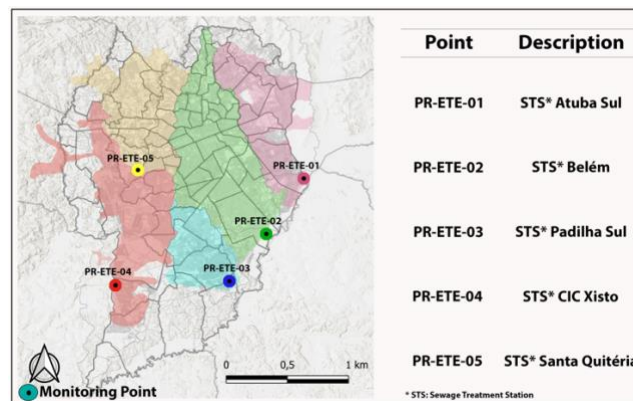 PR-ETE-05
PR-ETE-01
PR-ETE-02
PR-ETE-04
PR-ETE-03
0 0,5 1 km
Monitoring Point
Point Description
PR-ETE-01 STS* Atuba Sul
PR-ETE-02 STS* Belém
PR-ETE-03 STS* Padilha Sul
PR-ETE-04 STS* CIC Xisto
PR-ETE-05 STS* Santa Quitéria
* STS: Sewage Treatment Station